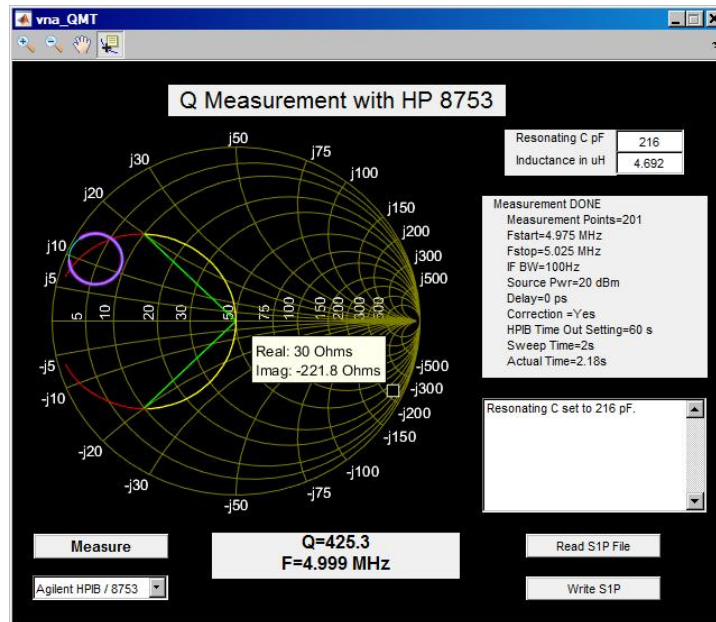 vna_QMT
Q Measurement with HP 8753
Resonating C pF 216
Inductance in uH 4.692
Measurement DONE
Measurement Points=201
Fstart=4.975 MHz
Fstop=5.025 MHz
IF BW=100Hz
Source Pwr=20 dBm
Delay=0 ps
Correction =Yes
HPIB Time Out Setting=60 s
Sweep Time=2s
Actual Time=2.18s
j50
j30
j75
j20
j100
j10
j150
j5
j200
j300
j500
5
10
20
30
50
75
100
150
200
300
Real: 30 Ohms
Imag: -221.8 Ohms
-j5
-j500
-j10
-j300
-j200
-j20
-j150
-j30
-j100
-j50
-j75
Resonating C set to 216 pF.
Measure
Q=425.3
F=4.999 MHz
Read S1P File
Agilent HPIB / 8753
Write S1P